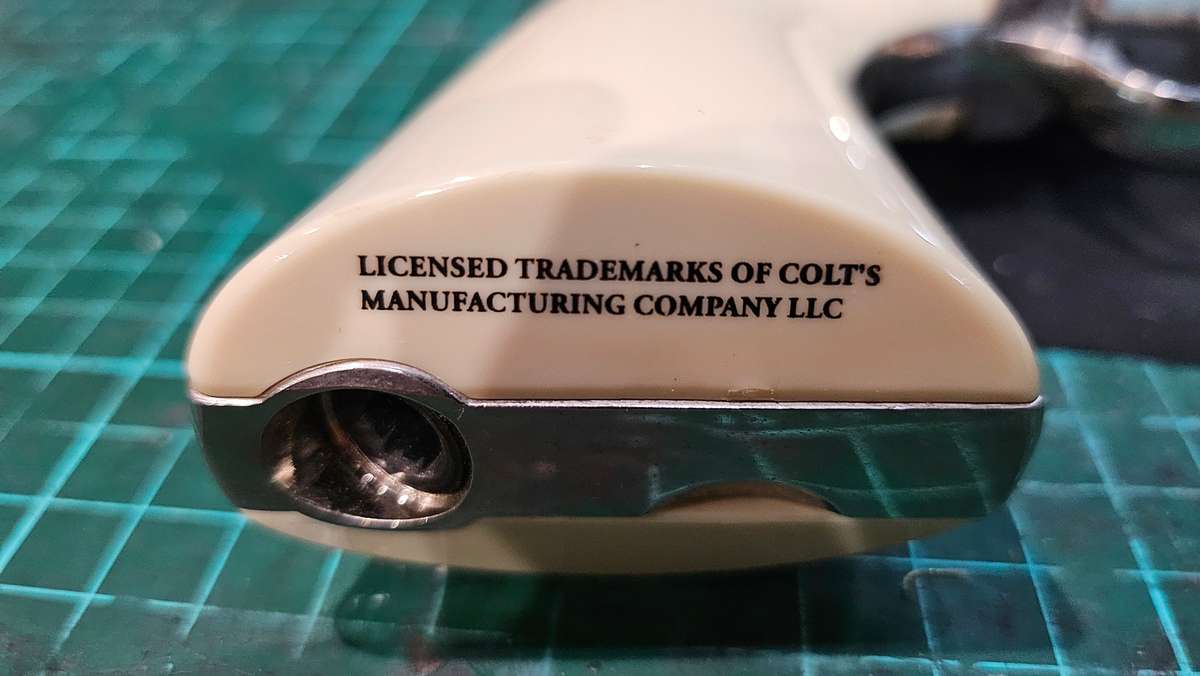 LICENSED TRADEMARKS OF COLT'S
MANUFACTURING COMPANY LLC